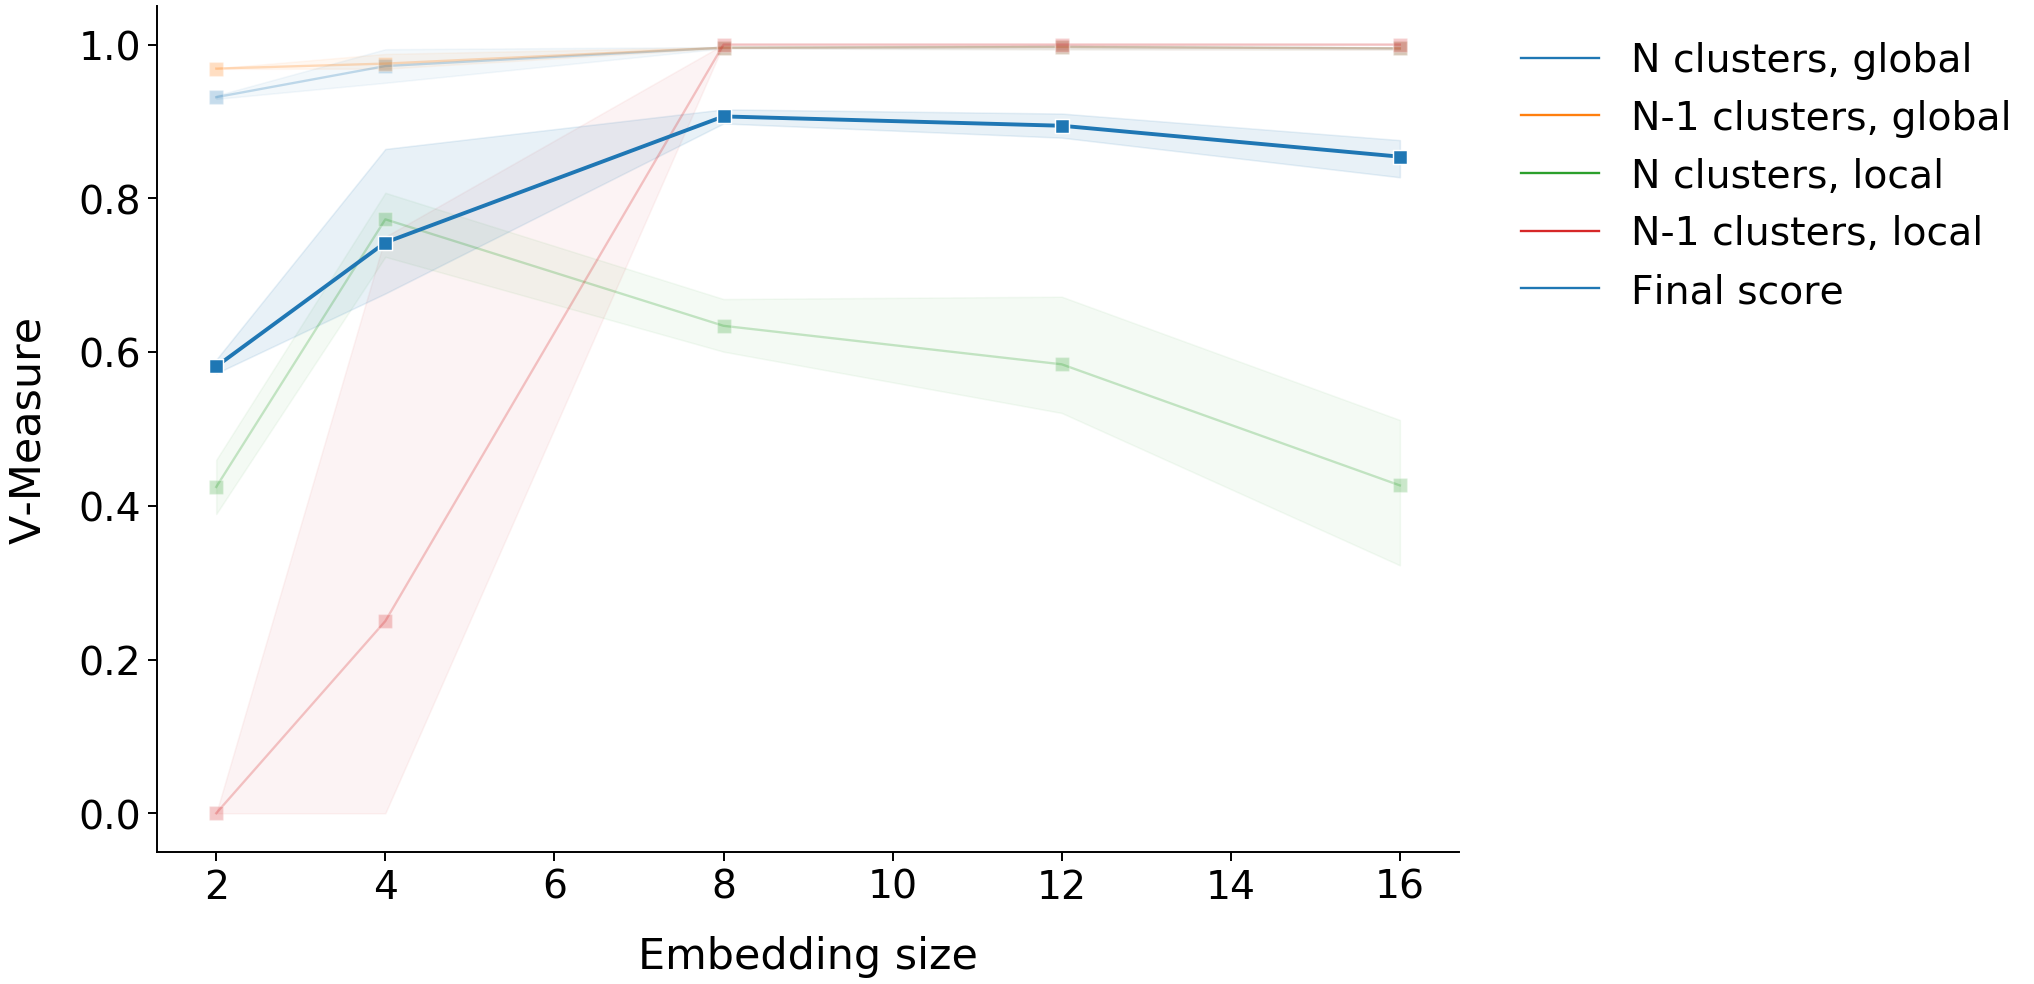 V-Measure
1.0
0.8
0.6
0.4
0.2
0.0
2 4 6 8 10 12 14 16
Embedding size
N clusters, global
N-1 clusters, global
N clusters, local
N-1 clusters, local
Final score